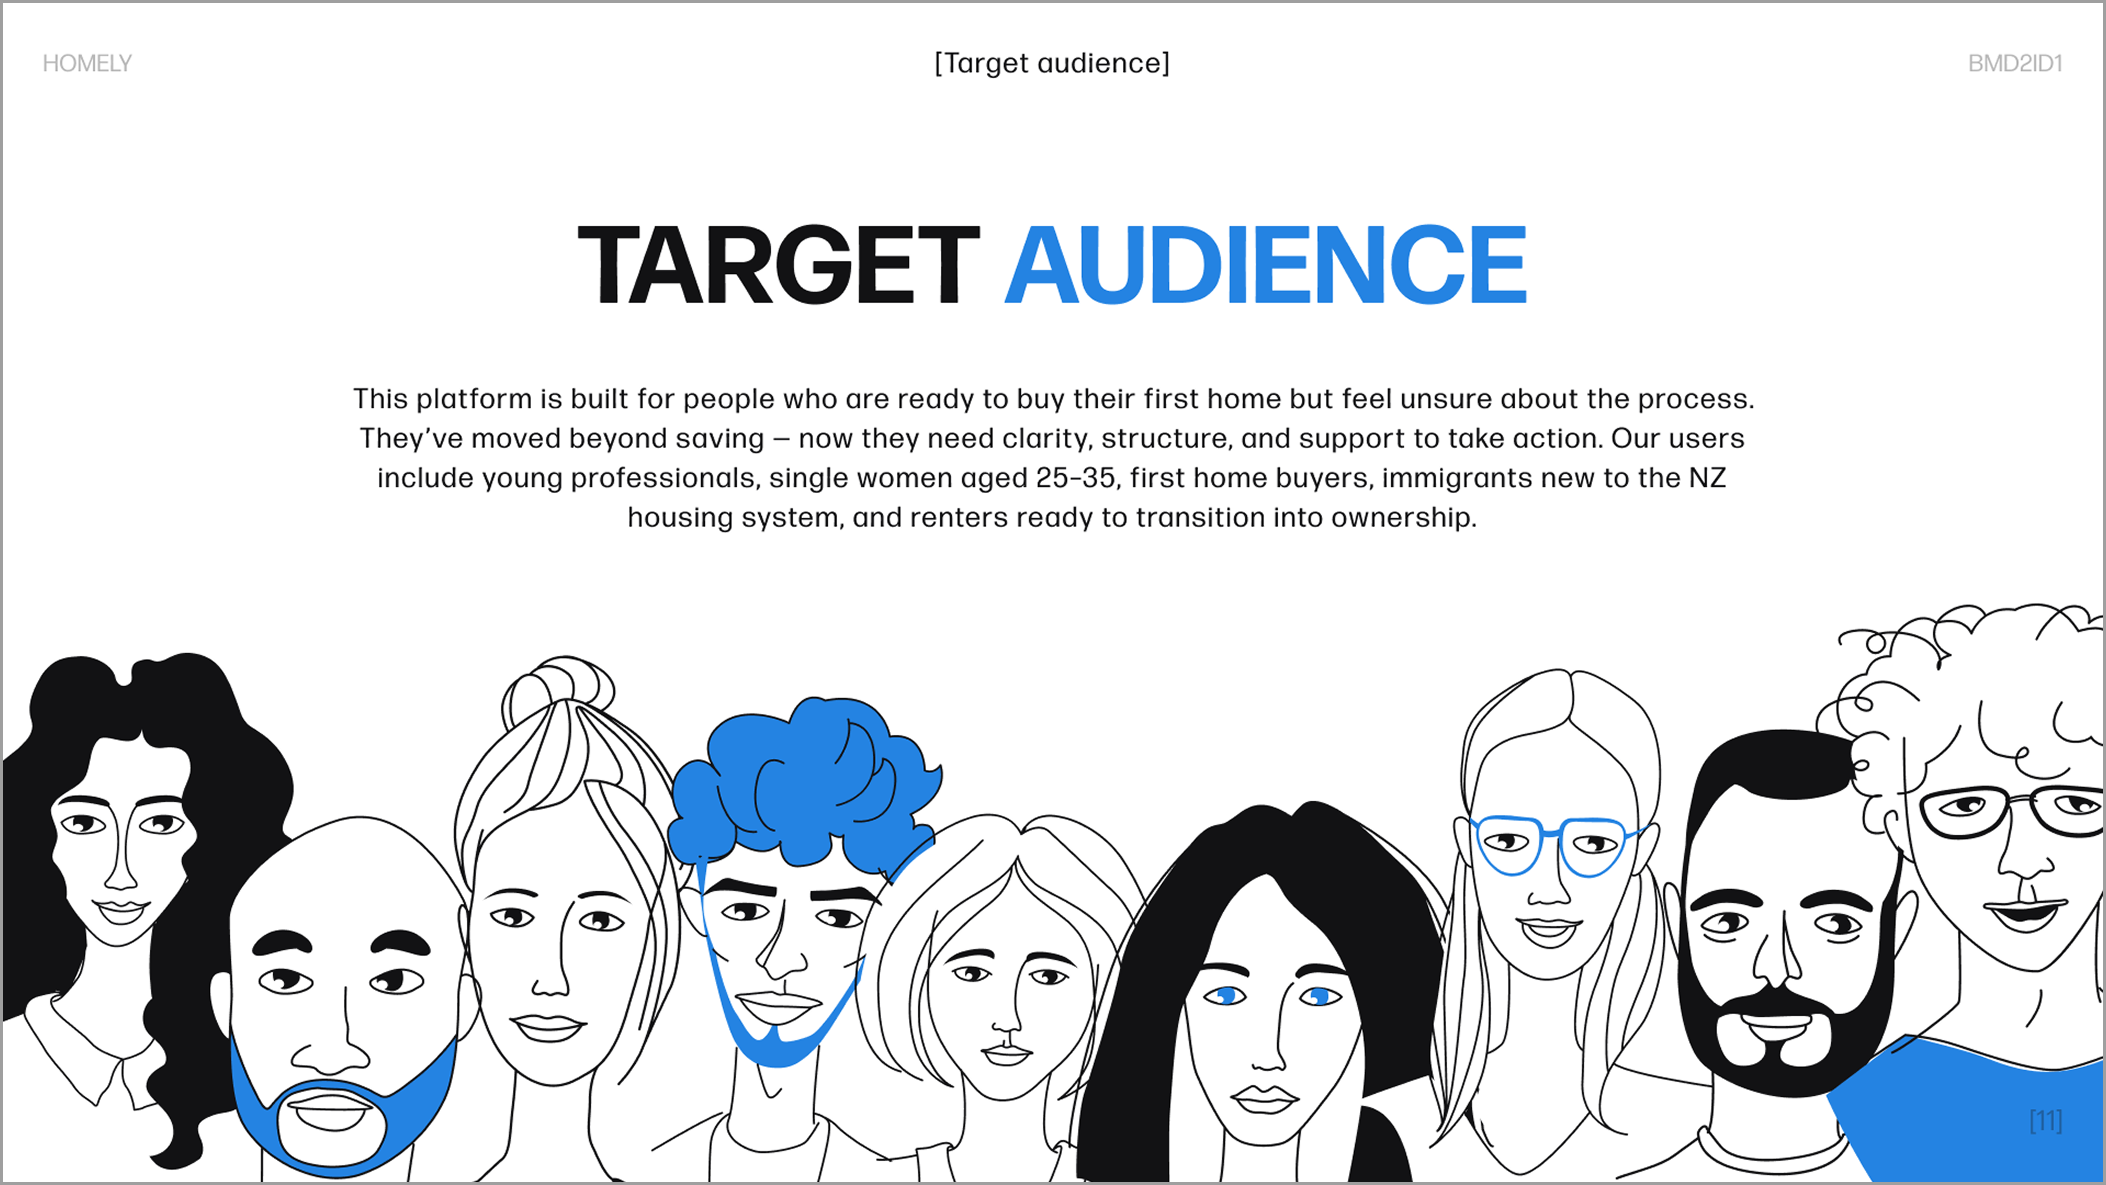 HOMELY
[Target audience]
BMD2ID1
TARGET AUDIENCE
This platform is built for people who are ready to buy their first home but feel unsure about the process.
They’ve moved beyond saving – now they need clarity, structure, and support to take action. Our users
include young professionals, single women aged 25–35, first home buyers, immigrants new to the NZ
housing system, and renters ready to transition into ownership.
[11]